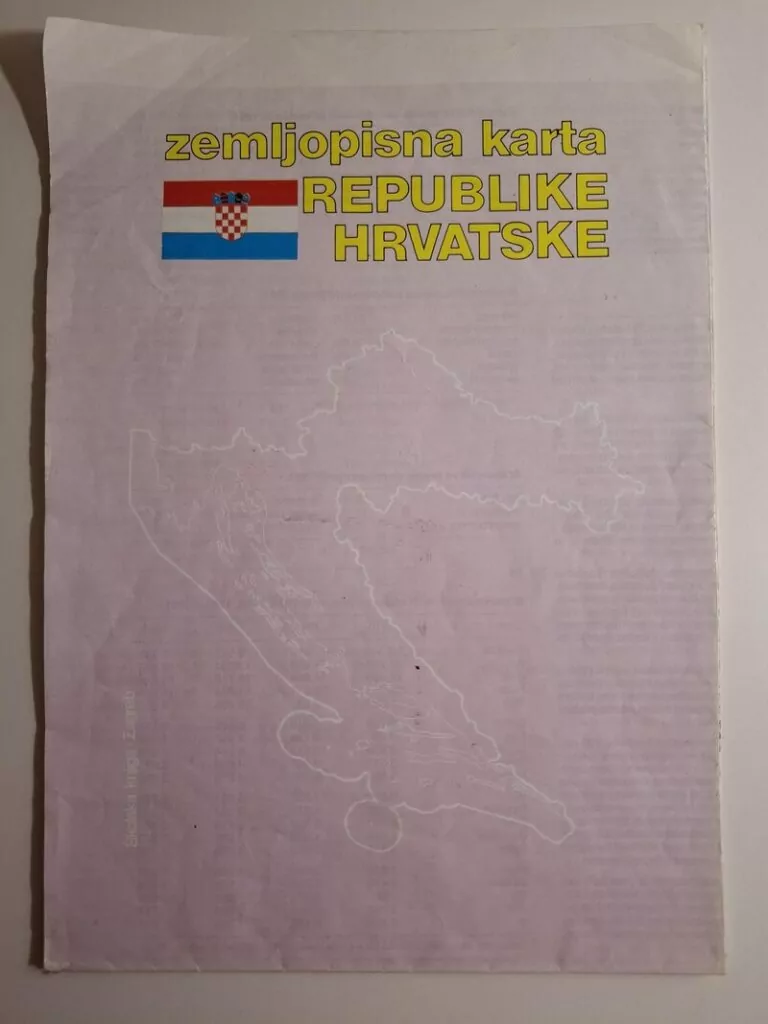 zemljopisna karta
REPUBLIKE
HRVATSKE
Školska knjiga Zagreb